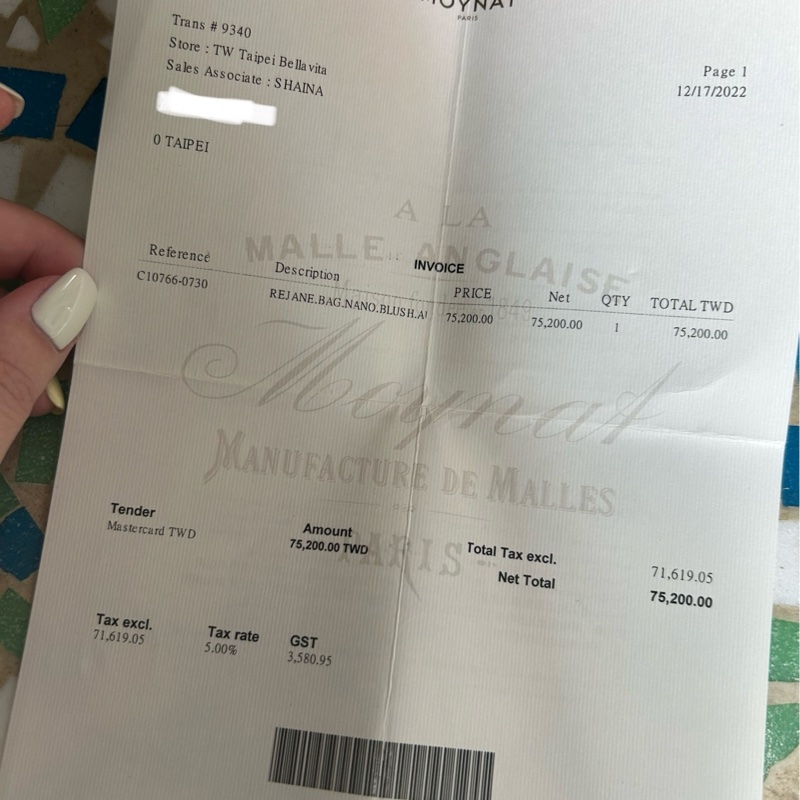 MOYNAT
PARIS
Trans # 9340
Store : TW Taipei Bellavita
Sales Associate : SHAINA
Page 1
12/17/2022
0 TAIPEI
A LA
MALLE ANGLAISE
INVOICE
Reference Description PRICE Net QTY TOTAL TWD
C10766-0730 REJANE.BAG.NANO.BLUSH.A 75,200.00 75,200.00 1 75,200.00
Moynat
MANUFACTURE DE MALLES
PARIS
Tender Amount
Mastercard TWD 75,200.00 TWD
Total Tax excl. 71,619.05
Net Total 75,200.00
Tax excl. Tax rate GST
71,619.05 5.00% 3,580.95